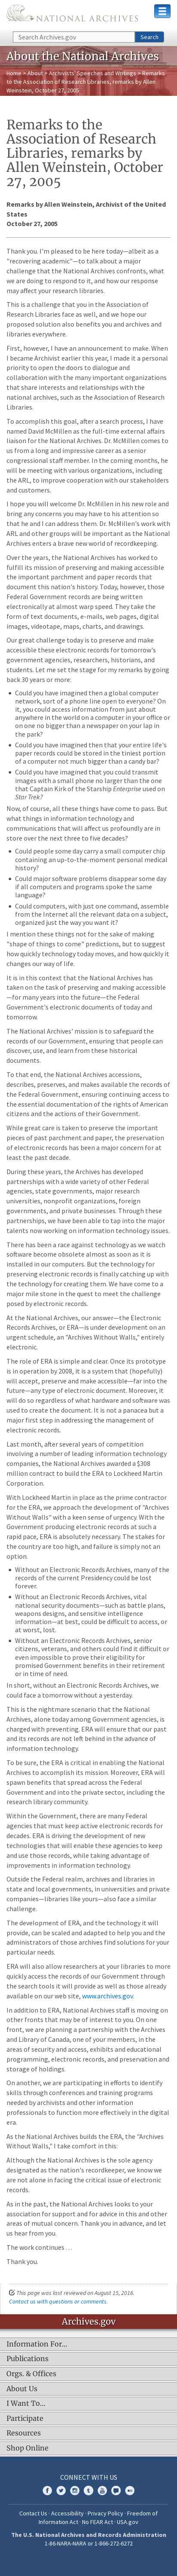 NATIONAL ARCHIVES
Search Archives.gov
Search
About the National Archives
Home > About > Archivists' Speeches and Writings > Remarks
to the Association of Research Libraries, remarks by Allen
Weinstein, October 27, 2005
Remarks to the
Association of Research
Libraries, remarks by
Allen Weinstein, October
27, 2005
Remarks by Allen Weinstein, Archivist of the United
States
October 27, 2005
Thank you. I'm pleased to be here today—albeit as a
"recovering academic"—to talk about a major
challenge that the National Archives confronts, what
we are doing to respond to it, and how our response
may affect your research libraries.
This is a challenge that you in the Association of
Research Libraries face as well, and we hope our
proposed solutions also benefits you and archives and
libraries everywhere.
First, however, I have an announcement to make. When
I became Archivist earlier this year, I made it a personal
priority to open the doors to dialogue and
collaboration with the many important organizations
that share interests and relationships with the National
Archives, such as the Association of Research
Libraries.
To accomplish this goal, after a search process, I have
named David McMillen as the full-time external affairs
liaison for the National Archives. Dr. McMillen comes to
us from a long and impressive career as a senior
congressional staff member. In the coming months, he
will be meeting with various organizations, including the
ARL, to improve cooperation with our stakeholders
and customers.
I hope you will welcome Dr. McMillen in his new role and
that he and I can address them. Dr. McMillen's work with
ARL and other groups will be important as the National
Archives enters a brave new world of recordkeeping.
Over the years, the National Archives has worked to
fulfill its mission of preserving and making accessible
the important parchment and paper records that
document this nation's history. Today, however, those
Federal Government records are being written
electronically at almost warp speed. They take the
form of text documents, e-mails, web pages, digital
images, videotape, maps, charts, and drawings.
Our great challenge today is to preserve and make
accessible these electronic records for tomorrow's
government agencies, researchers, historians, and
students. Let me set the stage for my remarks by going
back 30 years or more:
• Could you have imagined then a global computer
network, sort of a phone line open to everyone? On
it, you could access information from just about
anywhere in the world on a computer in your office or
on one no bigger than a newspaper on your lap in
the park?
• Could you have imagined then that your entire life's
paper records could be stored in the tiniest portion
of a computer not much bigger than a candy bar?
• Could you have imagined that you could transmit
images with a small phone no larger than the one
that Captain Kirk of the Starship Enterprise used on
Star Trek?
Now, of course, all these things have come to pass. But
what things in information technology and
communications that will affect us profoundly are in
store over the next three to five decades?
• Could people some day carry a small computer chip
containing an up-to-the-moment personal medical
history?
• Could major software problems disappear some day
if all computers and programs spoke the same
language?
• Could computers, with just one command, assemble
from the Internet all the relevant data on a subject,
organized just the way you want it?
I mention these things not for the sake of making
"shape of things to come" predictions, but to suggest
how quickly technology today moves, and how quickly it
changes our way of life.
It is in this context that the National Archives has
taken on the task of preserving and making accessible
—for many years into the future—the Federal
Government's electronic documents of today and
tomorrow.
The National Archives' mission is to safeguard the
records of our Government, ensuring that people can
discover, use, and learn from these historical
documents.
To that end, the National Archives accessions,
describes, preserves, and makes available the records of
the Federal Government, ensuring continuing access to
the essential documentation of the rights of American
citizens and the actions of their Government.
While great care is taken to preserve the important
pieces of past parchment and paper, the preservation
of electronic records has been a major concern for at
least the past decade.
During these years, the Archives has developed
partnerships with a wide variety of other Federal
agencies, state governments, major research
universities, nonprofit organizations, foreign
governments, and private businesses. Through these
partnerships, we have been able to tap into the major
talents now working on information technology issues.
There has been a race against technology as we watch
software become obsolete almost as soon as it is
installed in our computers. But the technology for
preserving electronic records is finally catching up with
the technology for creating them. We have come to a
mix, the right place at the right moment—ease the quest
imposed by electronic records.
At the National Archives, our answer—the Electronic
Records Archives, or ERA—is under development on an
urgent schedule, an "Archives Without Walls," entirely
electronic.
The role of ERA is simple and clear. Once its prototype
is in operation by 2008, it is a system that (hopefully)
will accept, preserve and make accessible—far into the
future—any type of electronic document. Moreover, it
will do so regardless of what hardware and software
was used to create it. This one is not a panacea but a
major step toward overcoming the problem of
electronic records.
Last month, after several years of competition
involving a number of leading information technology
companies, the National Archives awarded a $308
million contract to build the ERA to Lockheed Martin
Corporation.
With Lockheed Martin in place as the prime contractor
for the ERA, we approach the development of "Archives
Without Walls" with a keen sense of urgency. With the
Government producing electronic records at such a
rapid pace, ERA is absolutely necessary. The stakes for
the country are too high, and failure is simply not an
option.
• Without an Electronic Records Archives, many of the
records of the current Presidency could be lost
forever.
• Without an Electronic Records Archives, vital
national security documents—such as battle plans,
weapons designs, and sensitive intelligence
information—at best, could be difficult to access, or
at worst, lost.
• Without an Electronic Records Archives, senior
citizens, veterans, and others could find it difficult or
even impossible to prove their eligibility for
promised Government benefits in their retirement
or in time of need.
In short, without an Electronic Records Archives, we
could face a tomorrow without a yesterday.
This is the nightmare scenario that the National
Archives, alone today among Government agencies, is
charged with preventing. ERA will ensure that our past
and its records are not left behind in the advance of
information technology.
To be sure, the ERA is critical in enabling the National
Archives to accomplish its mission. Moreover, ERA will
spawn benefits that spread across the Federal
Government and into the private sector, including the
research library community.
Within the Government, there are many Federal
agencies that must keep electronic records active for
decades. ERA is driving the development of new
technologies that will enable these agencies to keep
and use those records, while taking advantage of
improvements in information technology.
Outside the Federal realm, archives and libraries in
state and local governments, in universities and private
companies—libraries like yours—also face a similar
challenge.
The development of ERA, and the technology it will
provide, can be scaled and adapted to help you and the
administrators of those archives find solutions for your
particular needs.
ERA will also allow researchers at your libraries to more
quickly access the records of our Government through
the search tools it will provide as well as those already
available on our web site, www.archives.gov.
In addition to ERA, National Archives staff is moving on
other fronts that may be of interest to you. On one
front, we are planning a partnership with the Archives
and Library of Canada, one of many, in such areas as
security and access, exhibits and educational
programming, electronic records, and preservation and
storage of holdings.
On another, we are participating in efforts to identify
skills through conferences and training programs
needed by archivists and other information
professionals to function more effectively in the digital
era.
As the National Archives builds the ERA, the "Archives
Without Walls," I take comfort in this:
Although the National Archives is the sole agency
designated as the nation's recordkeeper, we know we
are not alone in facing the critical issue of electronic
records.
As in the past, the National Archives looks to your
association for support and for advice in this and other
areas of mutual concern. Thank you in advance, and let
us hear from you.
The work continues . . .
Thank you.
This page was last reviewed on August 15, 2016.
Contact us with questions or comments.
Archives.gov
Information For…
Publications
Orgs. & Offices
About Us
I Want To…
Participate
Resources
Shop Online
CONNECT WITH US
Contact Us · Accessibility · Privacy Policy · Freedom of
Information Act · No FEAR Act · USA.gov
The U.S. National Archives and Records Administration
1-86-NARA-NARA or 1-866-272-6272